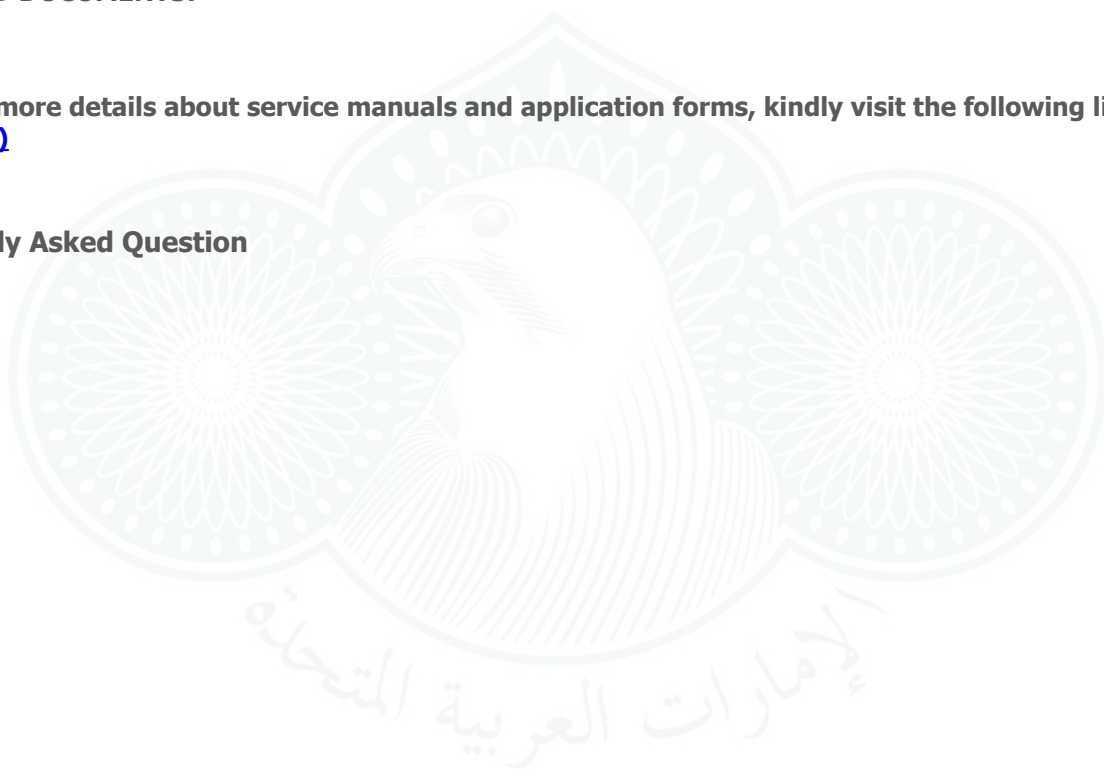 more details about service manuals and application forms, kindly visit the following li
)
ly Asked Question
الإمارات العربية المتحدة